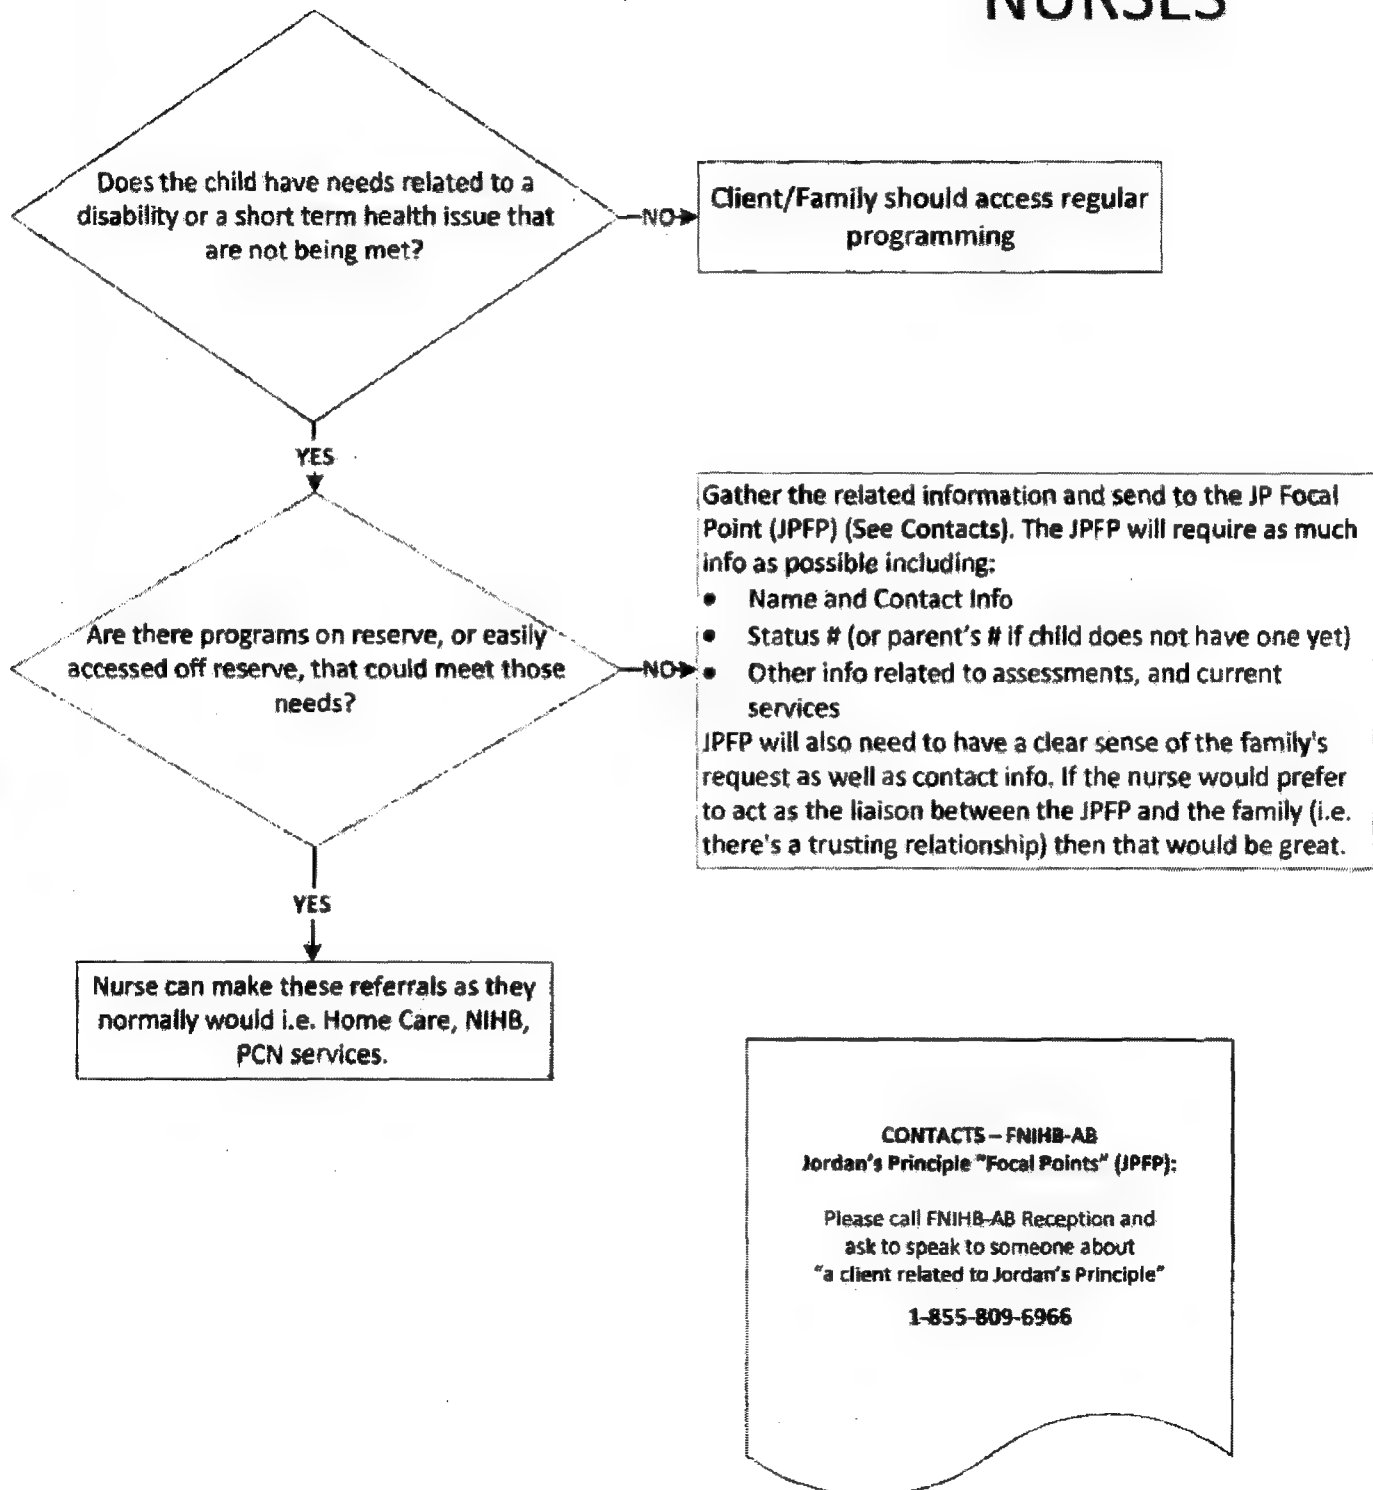 NURSES
Does the child have needs related to a
disability or a short term health issue that
are not being met?
NO
Client/Family should access regular
programming
YES
Are there programs on reserve, or easily
accessed off reserve, that could meet those
needs?
NO
Gather the related information and send to the JP Focal
Point (JPFP) (See Contacts). The JPFP will require as much
info as possible including:
• Name and Contact Info
• Status # (or parent's # if child does not have one yet)
• Other info related to assessments, and current
services
JPFP will also need to have a clear sense of the family's
request as well as contact info. If the nurse would prefer
to act as the liaison between the JPFP and the family (i.e.
there's a trusting relationship) then that would be great.
YES
Nurse can make these referrals as they
normally would i.e. Home Care, NIHB,
PCN services.
CONTACTS – FNIHB-AB
Jordan's Principle "Focal Points" (JPFP):
Please call FNIHB-AB Reception and
ask to speak to someone about
"a client related to Jordan's Principle"
1-855-809-6966